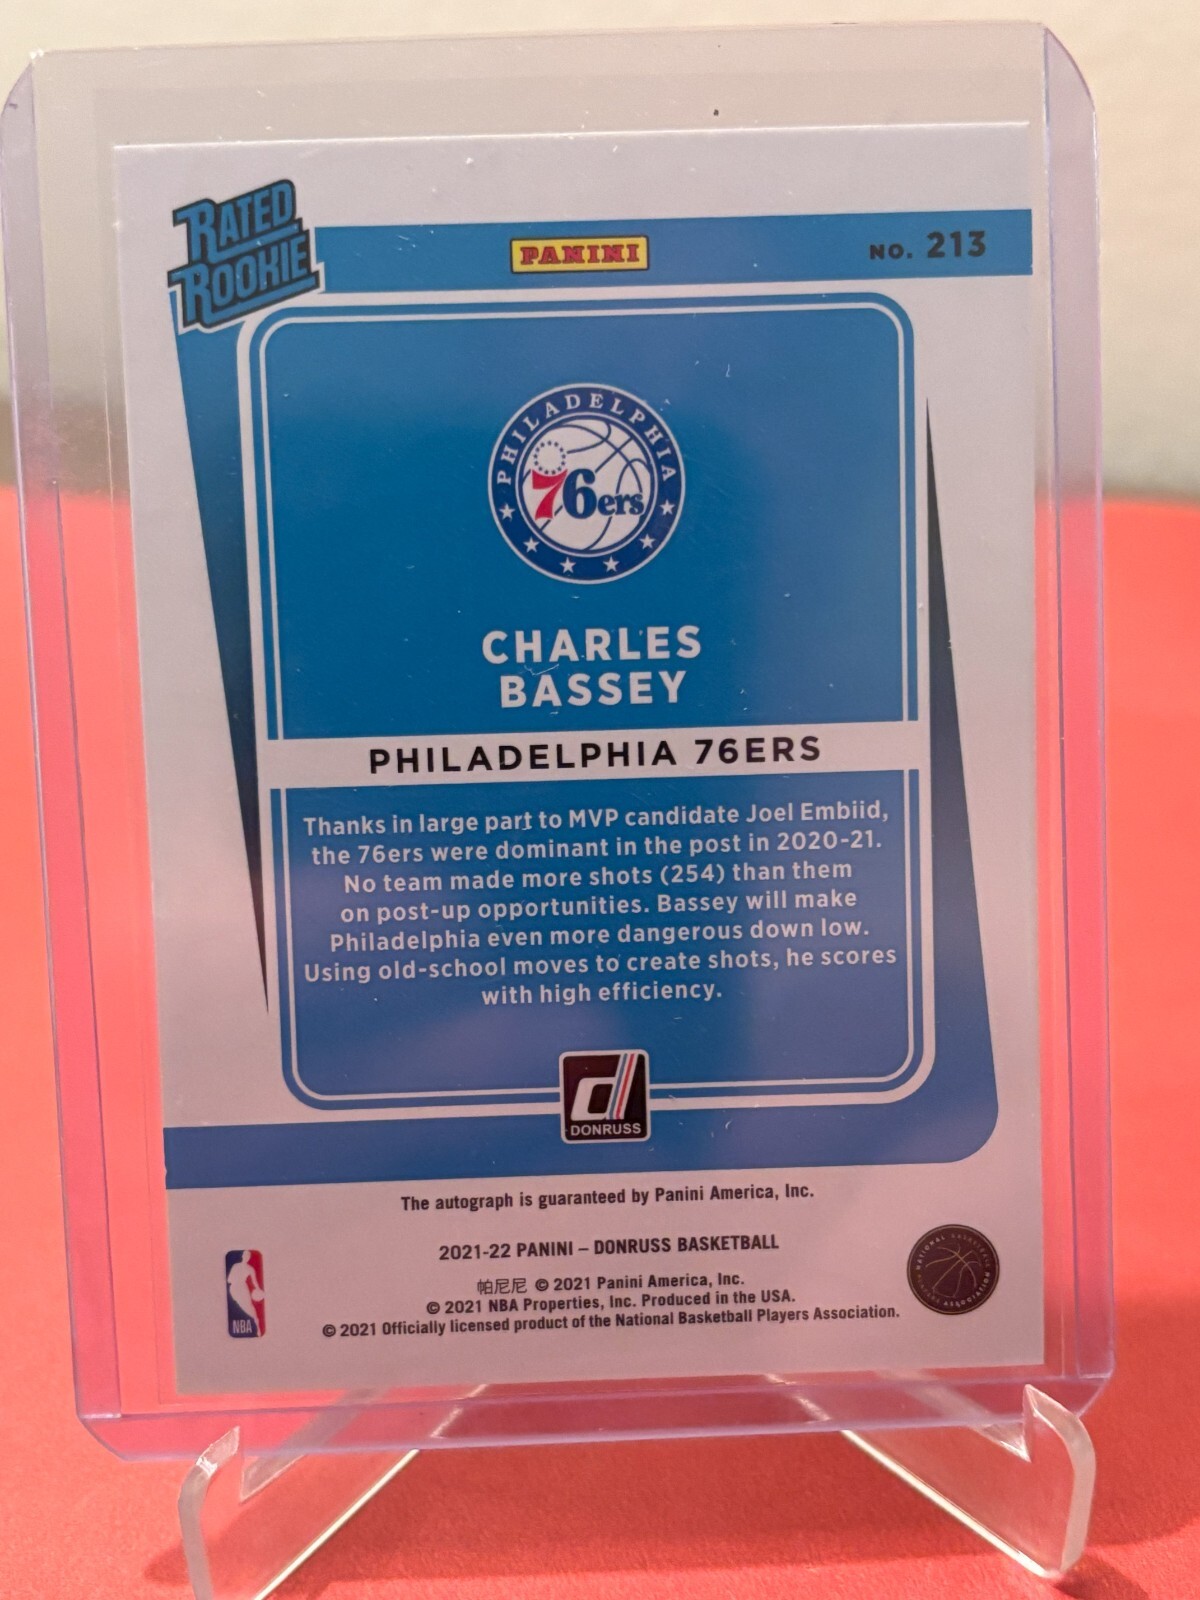 RATED
ROOKIE
PANINI
NO. 213
PHILADELPHIA
76ers
CHARLES
BASSEY
PHILADELPHIA 76ERS
Thanks in large part to MVP candidate Joel Embiid,
the 76ers were dominant in the post in 2020-21.
No team made more shots (254) than them
on post-up opportunities. Bassey will make
Philadelphia even more dangerous down low.
Using old-school moves to create shots, he scores
with high efficiency.
d
DONRUSS
The autograph is guaranteed by Panini America, Inc.
2021-22 PANINI – DONRUSS BASKETBALL
帕尼尼 © 2021 Panini America, Inc.
© 2021 NBA Properties, Inc. Produced in the USA.
© 2021 Officially licensed product of the National Basketball Players Association.
NBA
NATIONAL BASKETBALL
PLAYERS ASSOCIATION